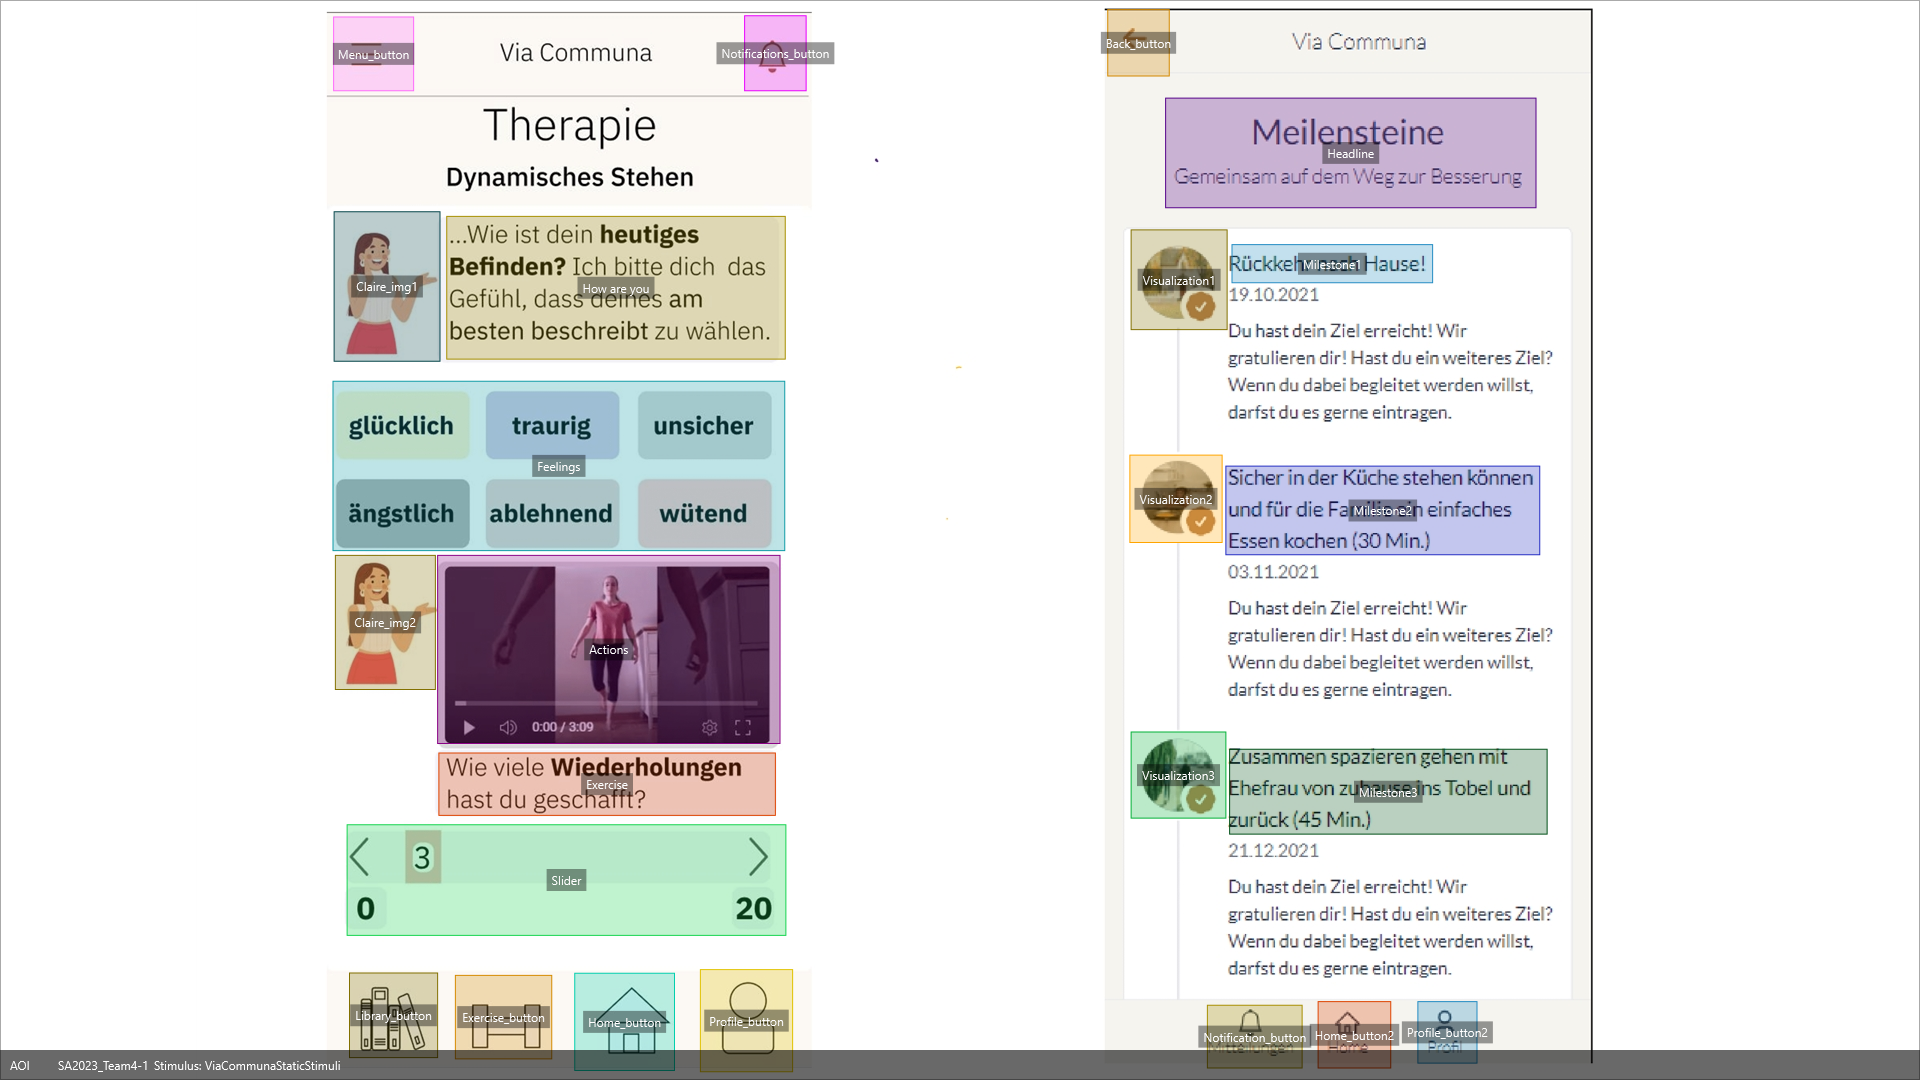 Menu_button
Via Communa
Notifications_button
Therapie
Dynamisches Stehen
Claire_img1
...Wie ist dein heutiges
Befinden? Ich bitte dich das
How are you
Gefühl, dass deines am
besten beschreibt zu wählen.
glücklich
traurig
unsicher
Feelings
ängstlich
ablehnend
wütend
Claire_img2
Actions
0:00 / 3:09
Wie viele Wiederholungen
Exercise
hast du geschafft?
3
Slider
0
20
Library_button
Exercise_button
Home_button
Profile_button
Back_button
Via Communa
Meilensteine
Headline
Gemeinsam auf dem Weg zur Besserung
Visualization1
Rückkehr nach Hause!
Milestone1
19.10.2021
Du hast dein Ziel erreicht! Wir
gratulieren dir! Hast du ein weiteres Ziel?
Wenn du dabei begleitet werden willst,
darfst du es gerne eintragen.
Visualization2
Sicher in der Küche stehen können
und für die Familie ein einfaches
Milestone2
Essen kochen (30 Min.)
03.11.2021
Du hast dein Ziel erreicht! Wir
gratulieren dir! Hast du ein weiteres Ziel?
Wenn du dabei begleitet werden willst,
darfst du es gerne eintragen.
Visualization3
Zusammen spazieren gehen mit
Ehefrau von zuhause ins Tobel und
Milestone3
zurück (45 Min.)
21.12.2021
Du hast dein Ziel erreicht! Wir
gratulieren dir! Hast du ein weiteres Ziel?
Wenn du dabei begleitet werden willst,
darfst du es gerne eintragen.
Notification_button
Mitteilungen
Home_button2
Home
Profile_button2
Profil
AOI SA2023_Team4-1 Stimulus: ViaCommunaStaticStimuli